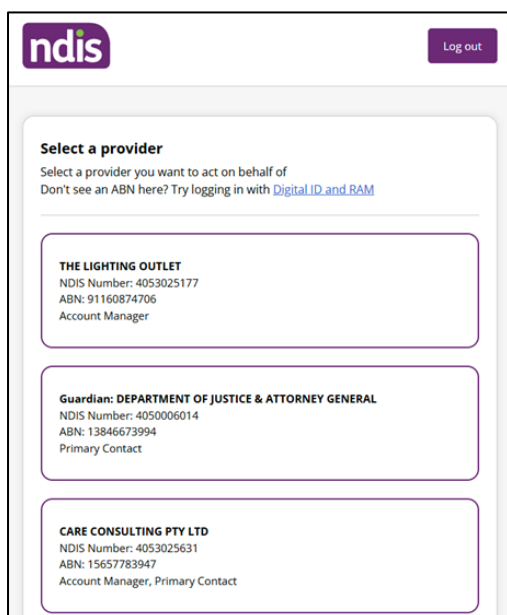 ndis
Log out
Select a provider
Select a provider you want to act on behalf of
Don't see an ABN here? Try logging in with Digital ID and RAM
THE LIGHTING OUTLET
NDIS Number: 4053025177
ABN: 91160874706
Account Manager
Guardian: DEPARTMENT OF JUSTICE & ATTORNEY GENERAL
NDIS Number: 4050006014
ABN: 13846673994
Primary Contact
CARE CONSULTING PTY LTD
NDIS Number: 4053025631
ABN: 15657783947
Account Manager, Primary Contact